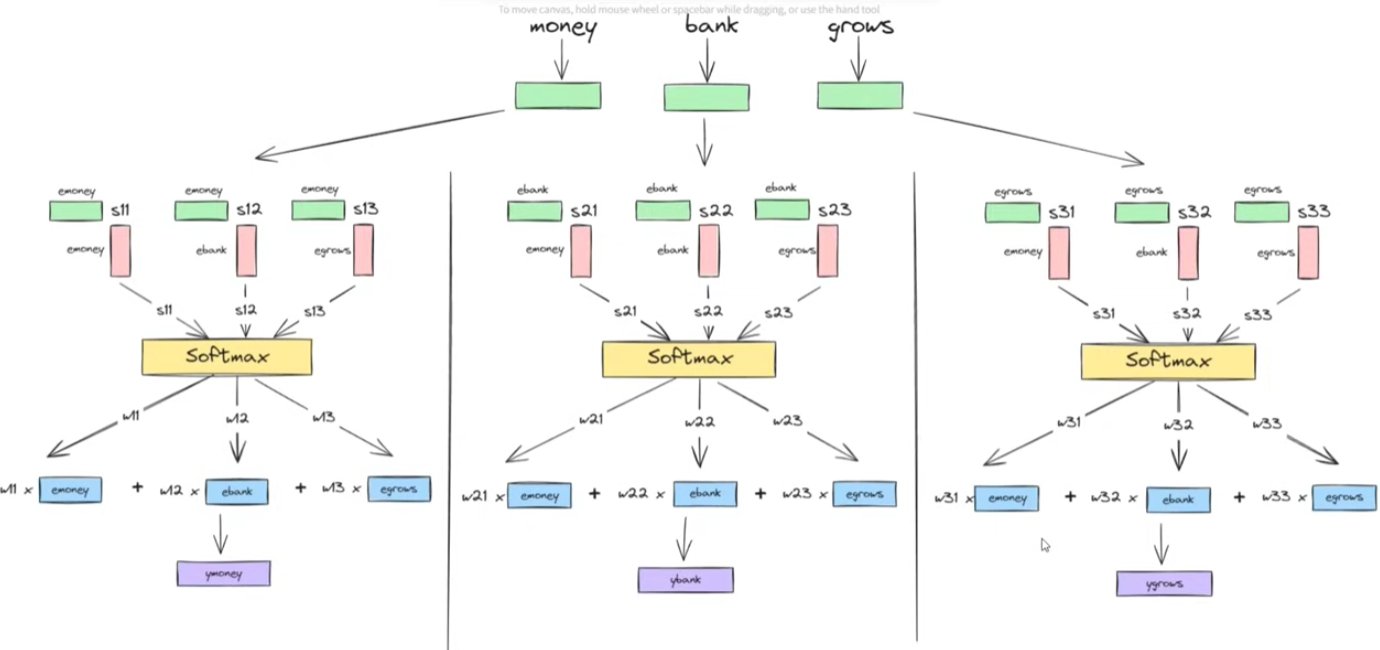 To move canvas, hold mouse wheel or spacebar while dragging, or use the hand tool
money bank grows
emoney emoney emoney ebank ebank ebank egrows egrows egrows
s11 s12 s13 s21 s22 s23 s31 s32 s33
emoney ebank egrows emoney ebank egrows emoney ebank egrows
s11 s12 s13 s21 s22 s23 s31 s32 s33
Softmax Softmax Softmax
w11 w12 w13 w21 w22 w23 w31 w32 w33
w11 x emoney + w12 x ebank + w13 x egrows w21 x emoney + w22 x ebank + w23 x egrows w31 x emoney + w32 x ebank + w33 x egrows
ymoney ybank ygrows